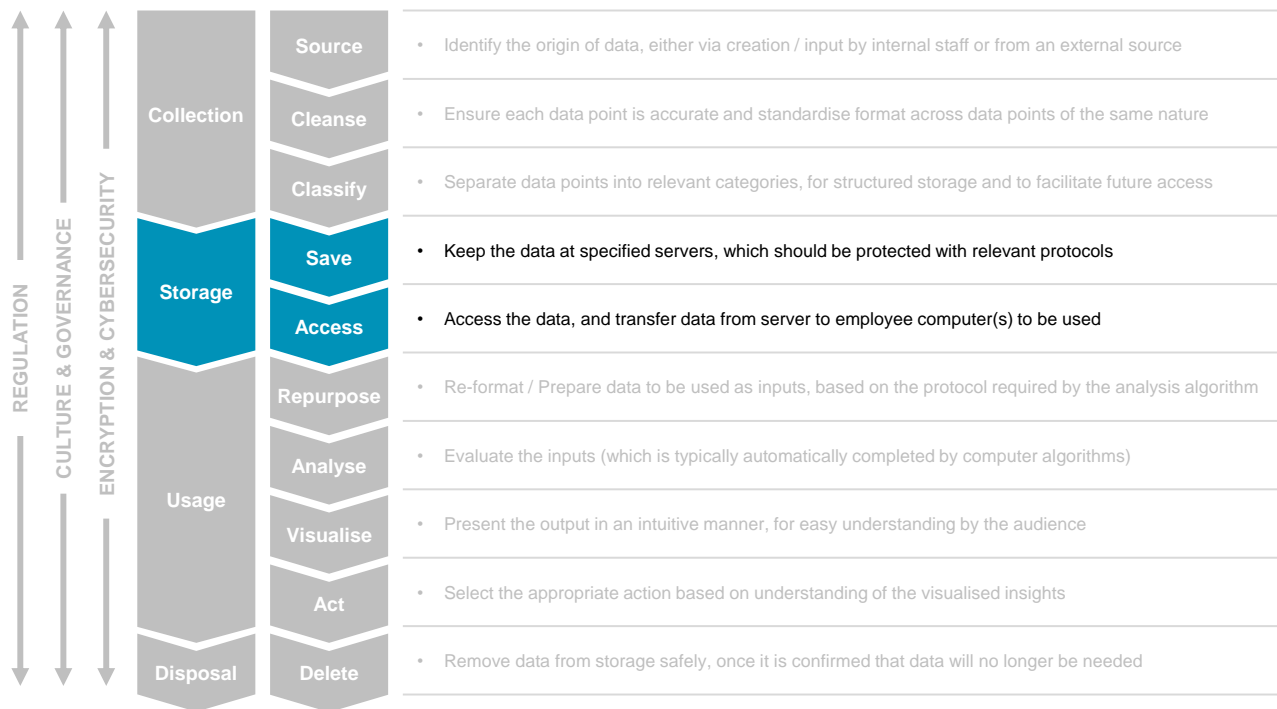 REGULATION
CULTURE & GOVERNANCE
ENCRYPTION & CYBERSECURITY
Collection
Source
• Identify the origin of data, either via creation / input by internal staff or from an external source
Cleanse
• Ensure each data point is accurate and standardise format across data points of the same nature
Classify
• Separate data points into relevant categories, for structured storage and to facilitate future access
Storage
Save
• Keep the data at specified servers, which should be protected with relevant protocols
Access
• Access the data, and transfer data from server to employee computer(s) to be used
Usage
Repurpose
• Re-format / Prepare data to be used as inputs, based on the protocol required by the analysis algorithm
Analyse
• Evaluate the inputs (which is typically automatically completed by computer algorithms)
Visualise
• Present the output in an intuitive manner, for easy understanding by the audience
Act
• Select the appropriate action based on understanding of the visualised insights
Disposal
Delete
• Remove data from storage safely, once it is confirmed that data will no longer be needed